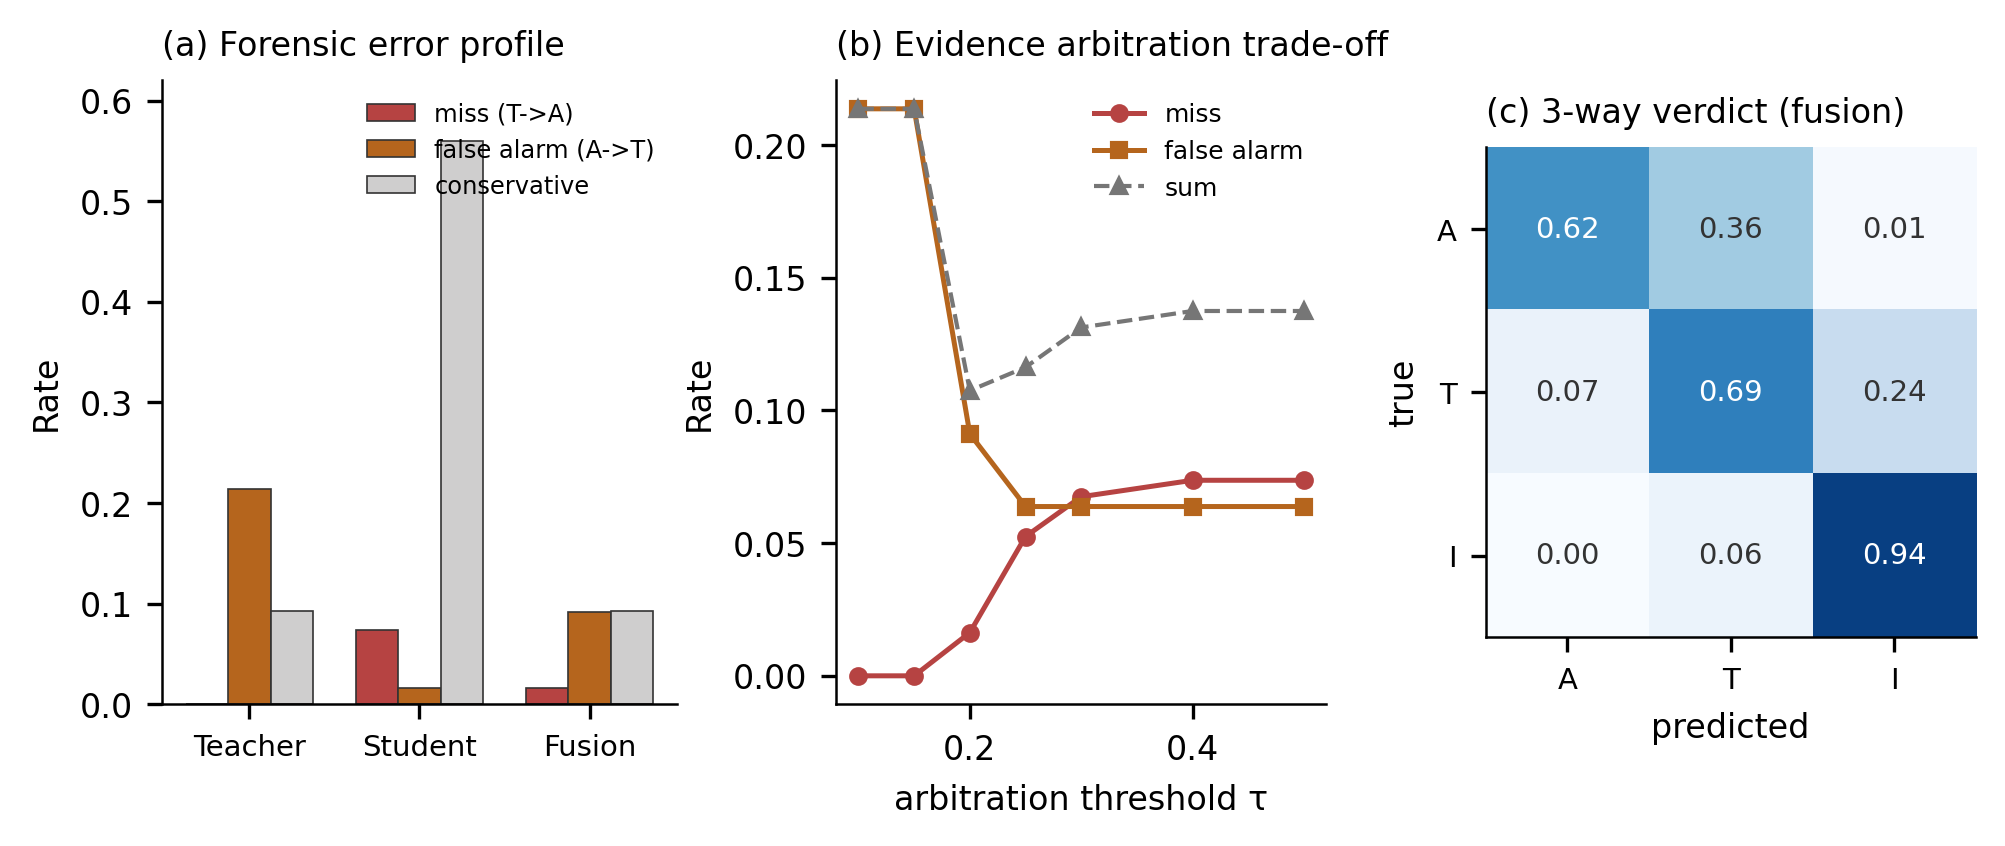 (a) Forensic error profile
0.6
0.5
0.4
0.3
0.2
0.1
0.0
Rate
miss (T->A)
false alarm (A->T)
conservative
Teacher Student Fusion
(b) Evidence arbitration trade-off
0.20
0.15
0.10
0.05
0.00
Rate
miss
false alarm
sum
0.2 0.4
arbitration threshold τ
(c) 3-way verdict (fusion)
true
A 0.62 0.36 0.01
T 0.07 0.69 0.24
I 0.00 0.06 0.94
A T I
predicted